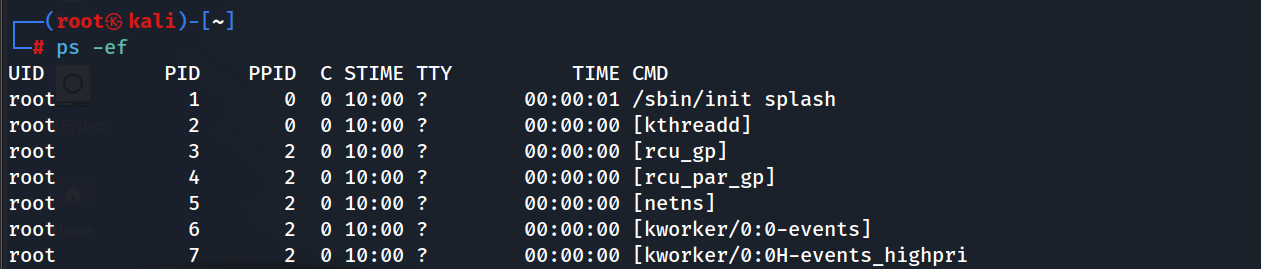 ┌──(root㉿kali)-[~]
└─# ps -ef
UID          PID    PPID  C STIME TTY          TIME CMD
root           1       0  0 10:00 ?        00:00:01 /sbin/init splash
root           2       0  0 10:00 ?        00:00:00 [kthreadd]
root           3       2  0 10:00 ?        00:00:00 [rcu_gp]
root           4       2  0 10:00 ?        00:00:00 [rcu_par_gp]
root           5       2  0 10:00 ?        00:00:00 [netns]
root           6       2  0 10:00 ?        00:00:00 [kworker/0:0-events]
root           7       2  0 10:00 ?        00:00:00 [kworker/0:0H-events_highpri
System
Home